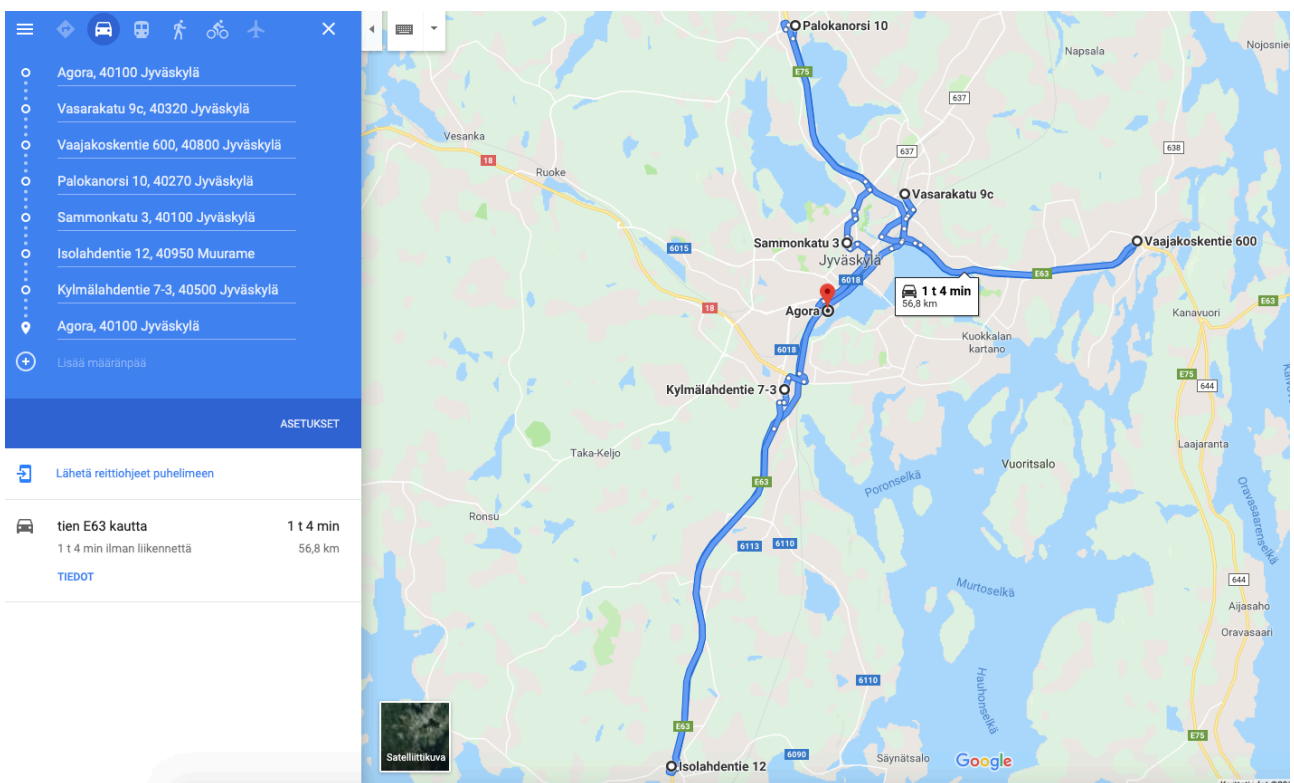 Agora, 40100 Jyväskylä
Vasarakatu 9c, 40320 Jyväskylä
Vaajakoskentie 600, 40800 Jyväskylä
Palokanorsi 10, 40270 Jyväskylä
Sammonkatu 3, 40100 Jyväskylä
Isolahdentie 12, 40950 Muurame
Kylmälahdentie 7-3, 40500 Jyväskylä
Agora, 40100 Jyväskylä
Lisää määränpää
ASETUKSET
Lähetä reittiohjeet puhelimeen
tien E63 kautta 1 t 4 min
1 t 4 min ilman liikennettä 56,8 km
TIEDOT
Palokanorsi 10
Napsala
E75
637
Vesanka
18
Ruoke
637
638
Vasarakatu 9c
Sammonkatu 3
6015
Jyväskylä
Vaajakoskentie 600
E63
6018
1 t 4 min
56,8 km
E63
18
Agora
Kanavuori
Kuokkalan
kartano
6018
E75
644
Kylmälahdentie 7-3
Laajaranta
Taka-Keljo
Vuoritsalo
Poronselkä
E63
Oravasaarenselkä
Ronsu
6113
6110
Murtoselkä
644
Aijasaho
Oravasaari
6110
Hauhonselkä
E63
E75
Satelliittikuva
6090
Säynätsalo
Google
Isolahdentie 12